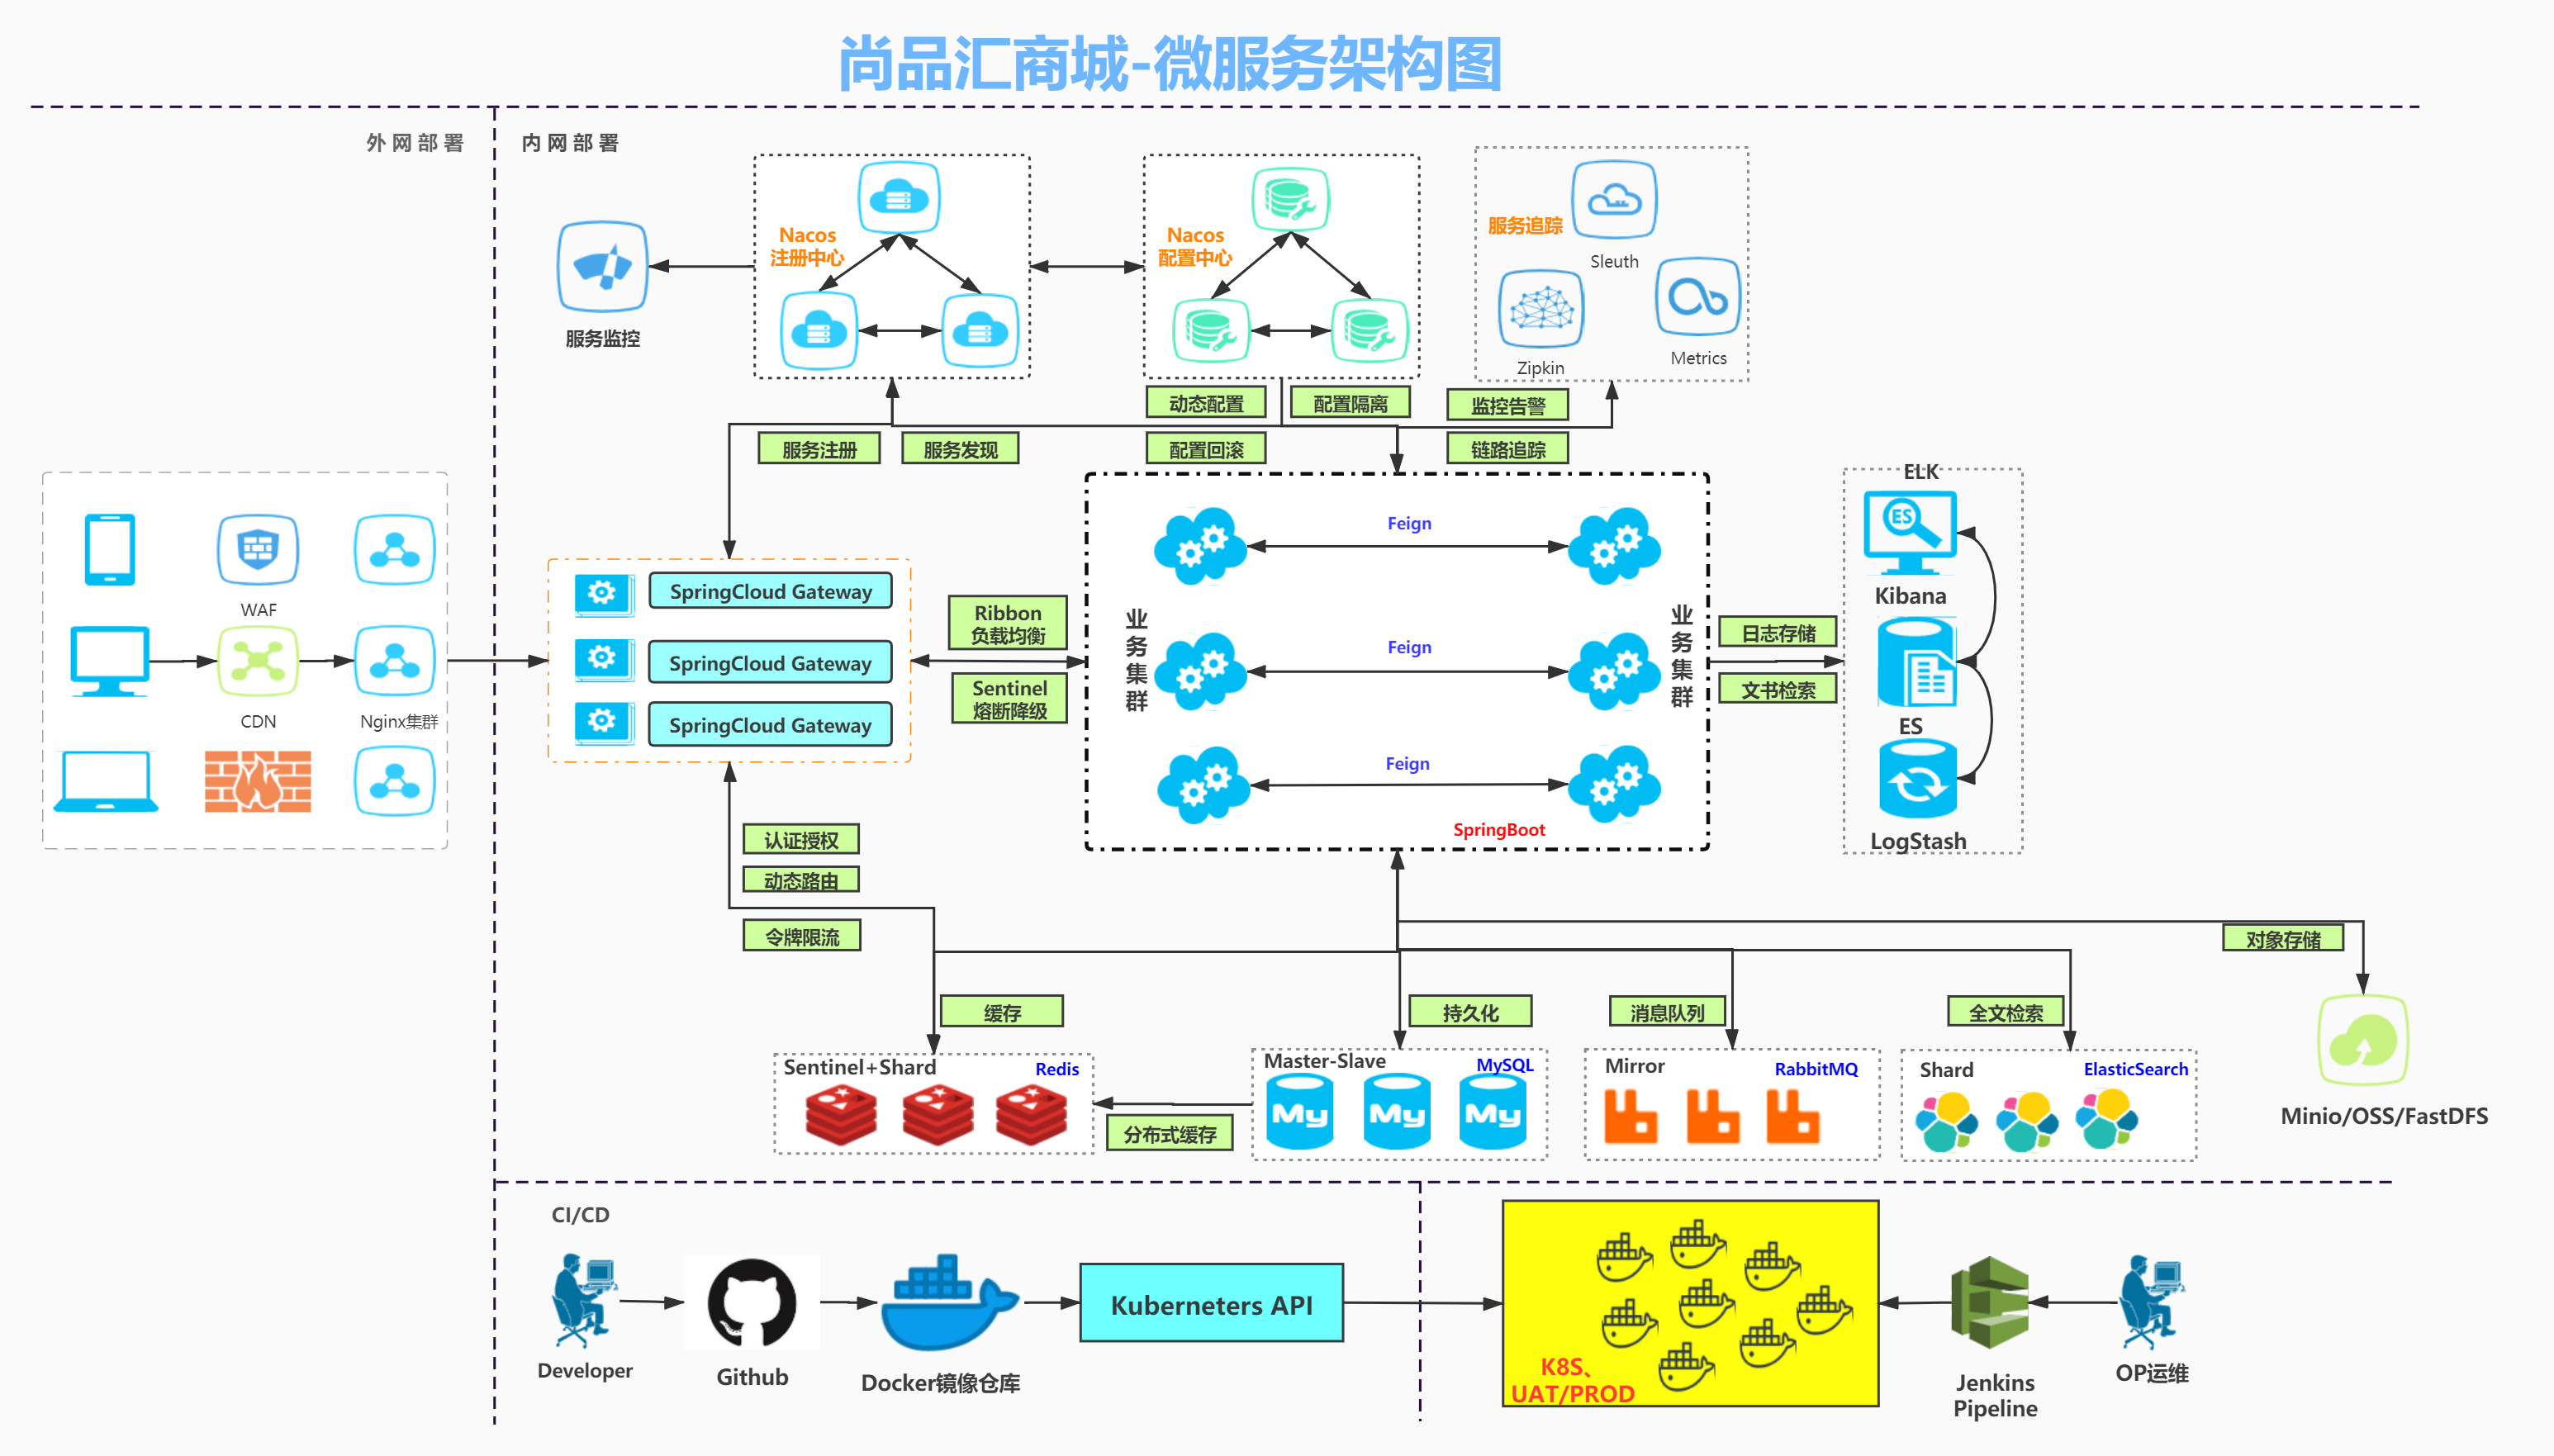 尚品汇商城-微服务架构图
外网部署
内网部署
服务监控
Nacos
注册中心
Nacos
配置中心
服务追踪
Sleuth
Zipkin
Metrics
动态配置
配置隔离
监控告警
服务注册
服务发现
配置回滚
链路追踪
WAF
CDN
Nginx集群
SpringCloud Gateway
SpringCloud Gateway
SpringCloud Gateway
Ribbon
负载均衡
Sentinel
熔断降级
业务集群
Feign
Feign
Feign
业务集群
SpringBoot
日志存储
文书检索
ELK
ES
Kibana
ES
LogStash
认证授权
动态路由
令牌限流
对象存储
缓存
持久化
消息队列
全文检索
Sentinel+Shard
Redis
分布式缓存
Master-Slave
MySQL
My
My
My
Mirror
RabbitMQ
Shard
ElasticSearch
Minio/OSS/FastDFS
CI/CD
Developer
Github
Docker镜像仓库
Kuberneters API
K8S、
UAT/PROD
Jenkins
Pipeline
OP运维